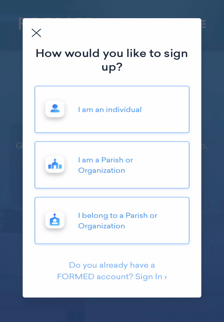 How would you like to sign
up?
I am an individual
I am a Parish or
Organization
I belong to a Parish or
Organization
Do you already have a
FORMED account? Sign In ›